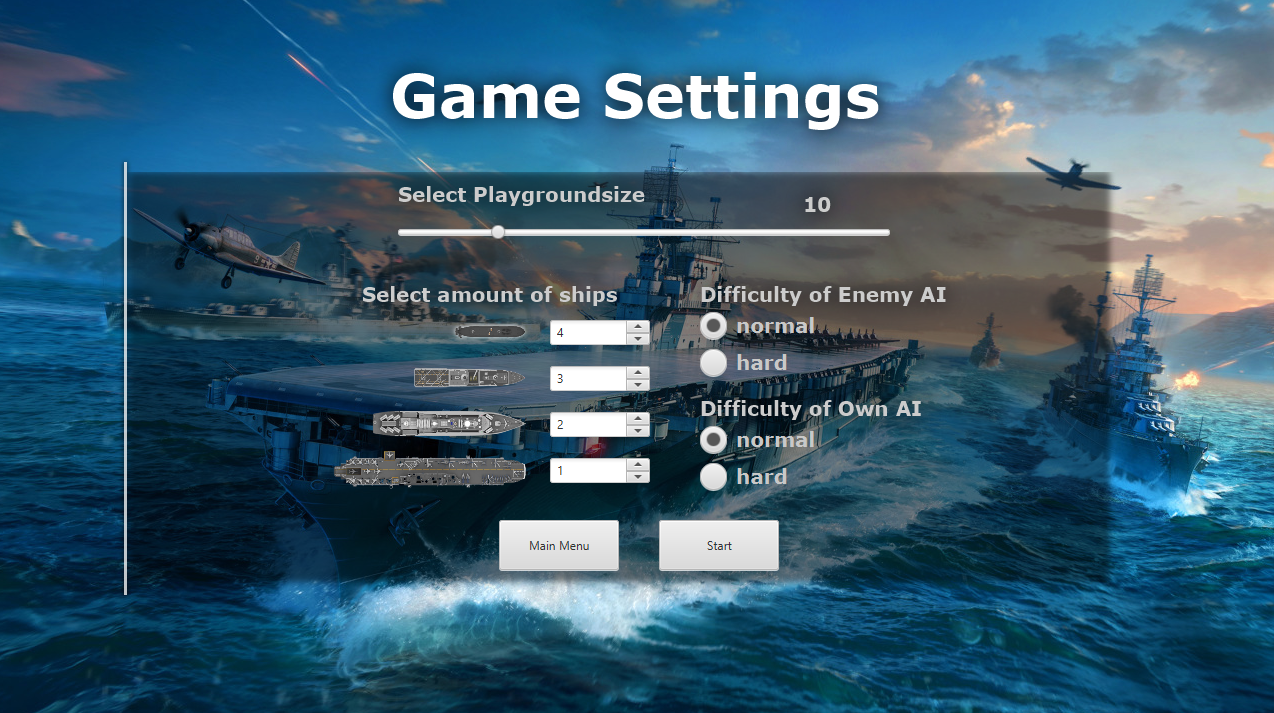 Game Settings
Select Playgroundsize
10
Select amount of ships
4
3
2
1
Difficulty of Enemy AI
normal
hard
Difficulty of Own AI
normal
hard
Main Menu
Start